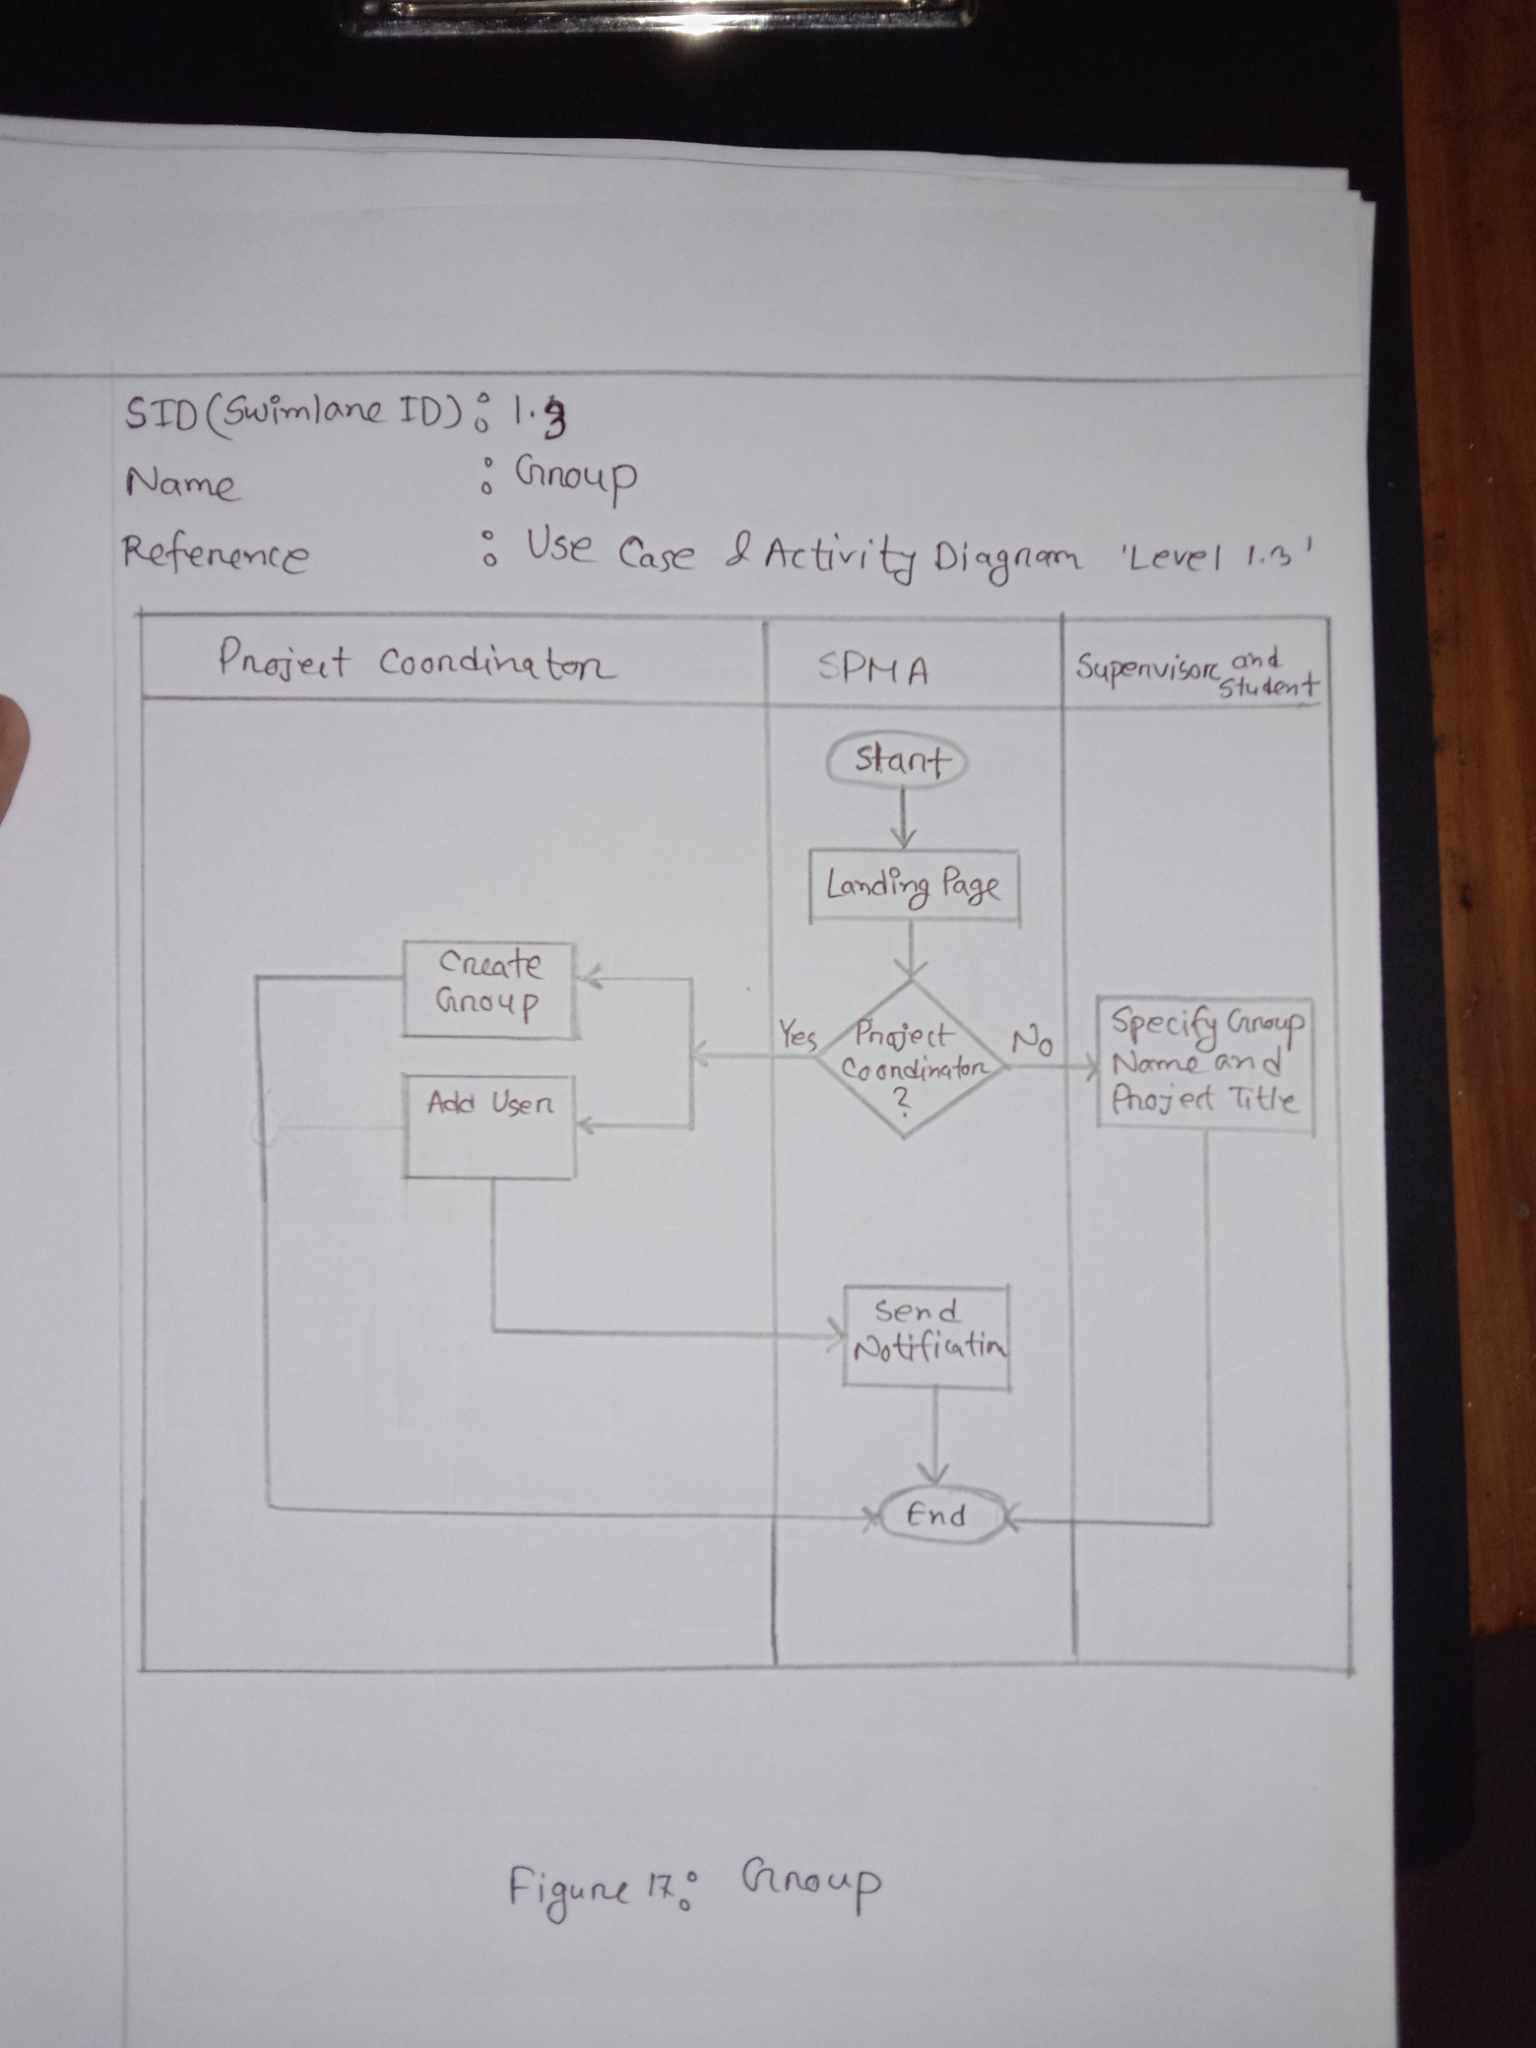 SID(Swimlane ID): 1.3
Name : Group
Reference : Use Case & Activity Diagram 'Level 1.3'
Project Coordinator
SPMA
Supervisor and
Student
Start
Landing Page
Create
Group
Yes
Project
Coordinator
?
No
Specify Group
Name and
Project Title
Add User
Send
Notification
End
Figure 17: Group